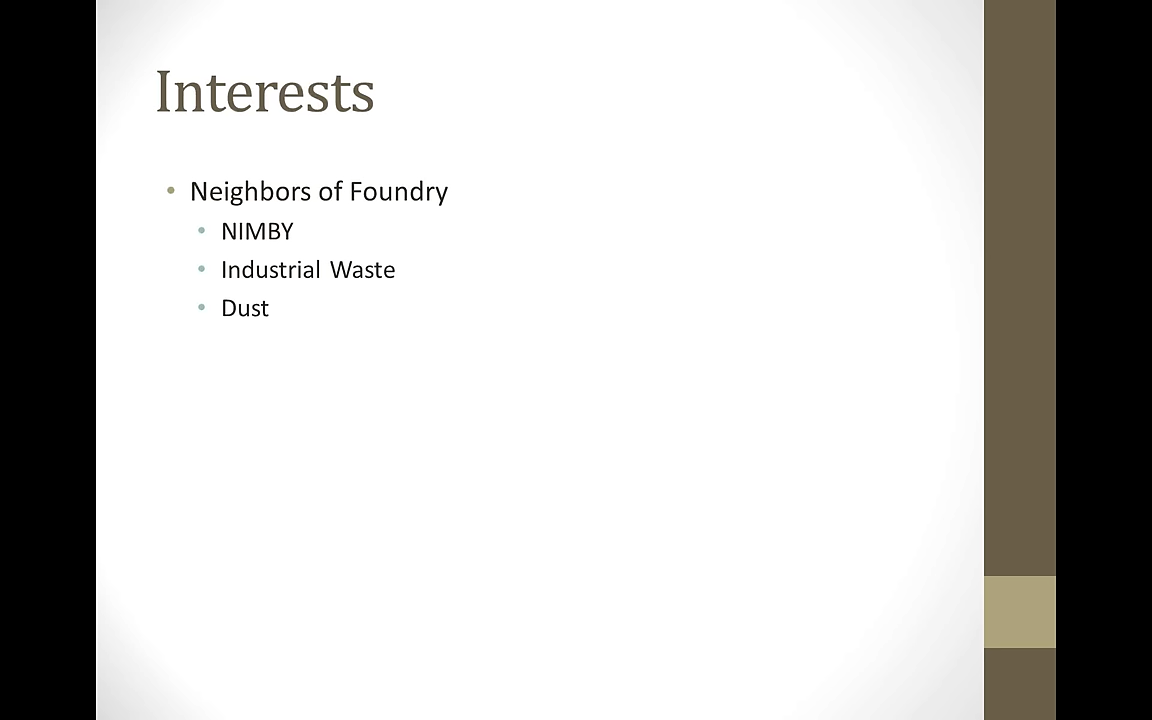 Interests
• Neighbors of Foundry
• NIMBY
• Industrial Waste
• Dust